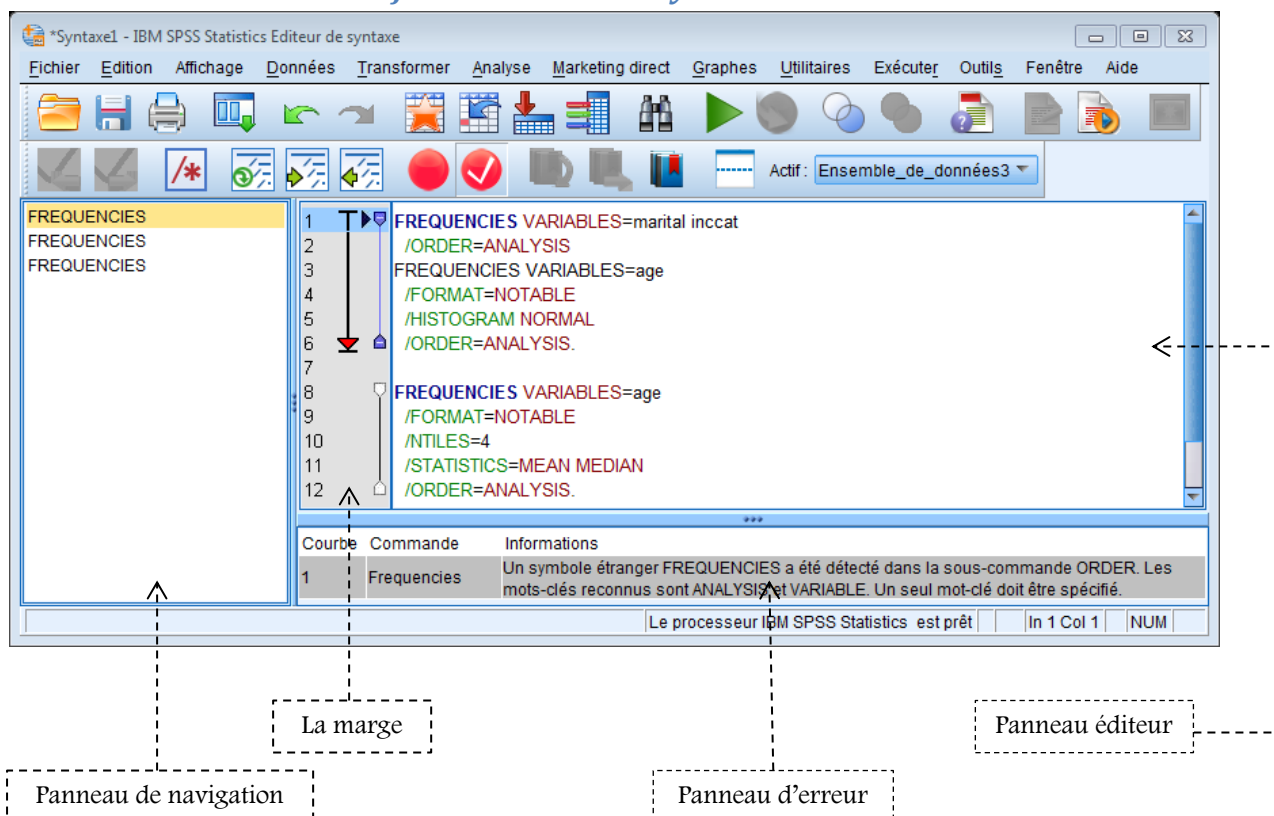 *Syntaxe1 - IBM SPSS Statistics Editeur de syntaxe
Fichier Edition Affichage Données Transformer Analyse Marketing direct Graphes Utilitaires Exécuter Outils Fenêtre Aide
/* Actif : Ensemble_de_données3
FREQUENCIES
FREQUENCIES
FREQUENCIES
1 FREQUENCIES VARIABLES=marital inccat
2 /ORDER=ANALYSIS
3 FREQUENCIES VARIABLES=age
4 /FORMAT=NOTABLE
5 /HISTOGRAM NORMAL
6 /ORDER=ANALYSIS.
7
8 FREQUENCIES VARIABLES=age
9 /FORMAT=NOTABLE
10 /NTILES=4
11 /STATISTICS=MEAN MEDIAN
12 /ORDER=ANALYSIS.
Courbe Commande Informations
1 Frequencies Un symbole étranger FREQUENCIES a été détecté dans la sous-commande ORDER. Les
mots-clés reconnus sont ANALYSIS et VARIABLE. Un seul mot-clé doit être spécifié.
Le processeur IBM SPSS Statistics est prêt In 1 Col 1 NUM
La marge
Panneau éditeur
Panneau de navigation
Panneau d'erreur